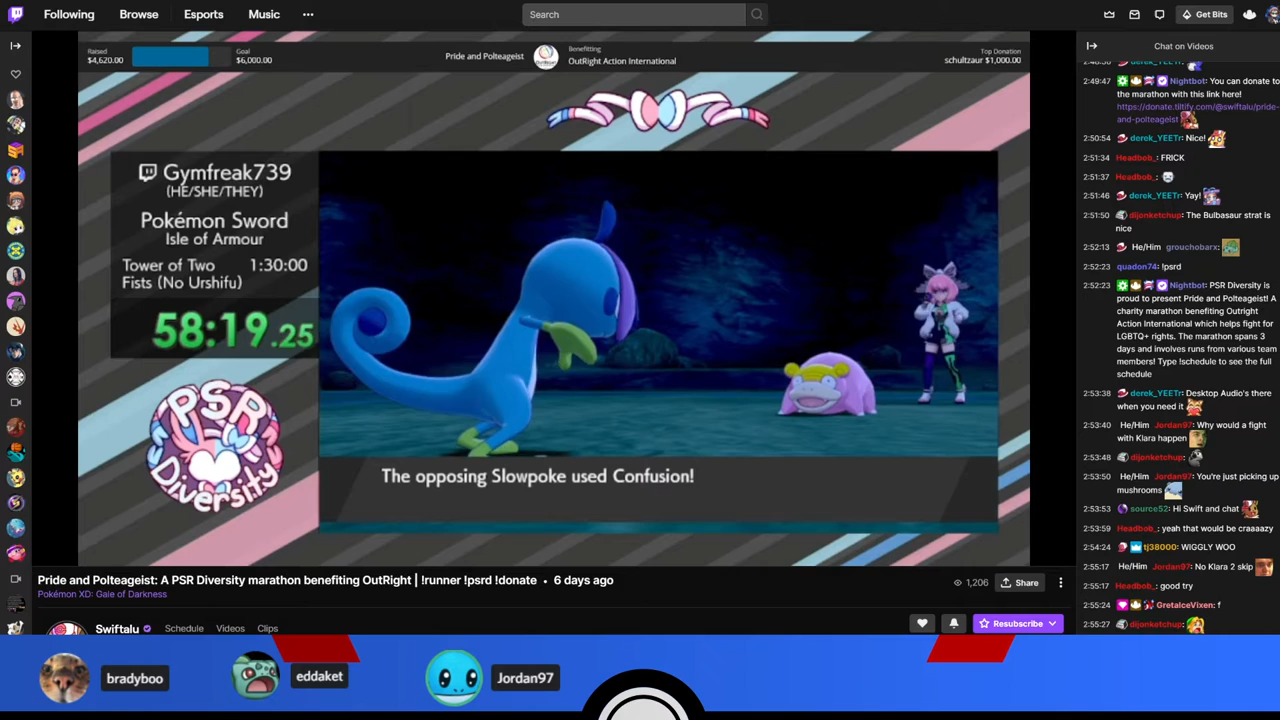 Following
Browse
Esports
Music
Search
Get Bits
Raised
$4,620.00
Goal
$6,000.00
Pride and Polteageist
Benefitting
OutRight Action International
Top Donation
schultzaur $1,000.00
Gymfreak739
(HE/SHE/THEY)
Pokémon Sword
Isle of Armour
Tower of Two
Fists (No Urshifu)
1:30:00
58:19.25
PSR
Diversity
The opposing Slowpoke used Confusion!
Pride and Polteageist: A PSR Diversity marathon benefiting OutRight | !runner !psrd !donate • 6 days ago
Pokémon XD: Gale of Darkness
1,206
Share
Swiftalu
Schedule
Videos
Clips
Resubscribe
Chat on Videos
derek_YEETr:
2:49:47 Nightbot: You can donate to
the marathon with this link here!
https://donate.tiltify.com/@swiftalu/pride-
and-polteageist
2:50:54 derek_YEETr: Nice!
2:51:34 Headbob_: FRICK
2:51:37 Headbob_:
2:51:46 derek_YEETr: Yay!
2:51:50 dijonketchup: The Bulbasaur strat is
nice
2:52:13 He/Him grouchobarx:
2:52:23 quadon74: !psrd
2:52:23 Nightbot: PSR Diversity is
proud to present Pride and Polteageist! A
charity marathon benefiting Outright
Action International which helps fight for
LGBTQ+ rights. The marathon spans 3
days and involves runs from various team
members! Type !schedule to see the full
schedule
2:53:38 derek_YEETr: Desktop Audio's there
when you need it
2:53:40 He/Him Jordan97: Why would a fight
with Klara happen
2:53:48 dijonketchup:
2:53:50 He/Him Jordan97: You're just picking up
mushrooms
2:53:53 source52: Hi Swift and chat
2:53:59 Headbob_: yeah that would be craaaazy
2:54:24 tj38000: WIGGLY WOO
2:55:17 He/Him Jordan97: No Klara 2 skip
2:55:17 Headbob_: good try
2:55:24 GretaIceVixen: f
2:55:27 dijonketchup:
bradyboo
eddaket
Jordan97